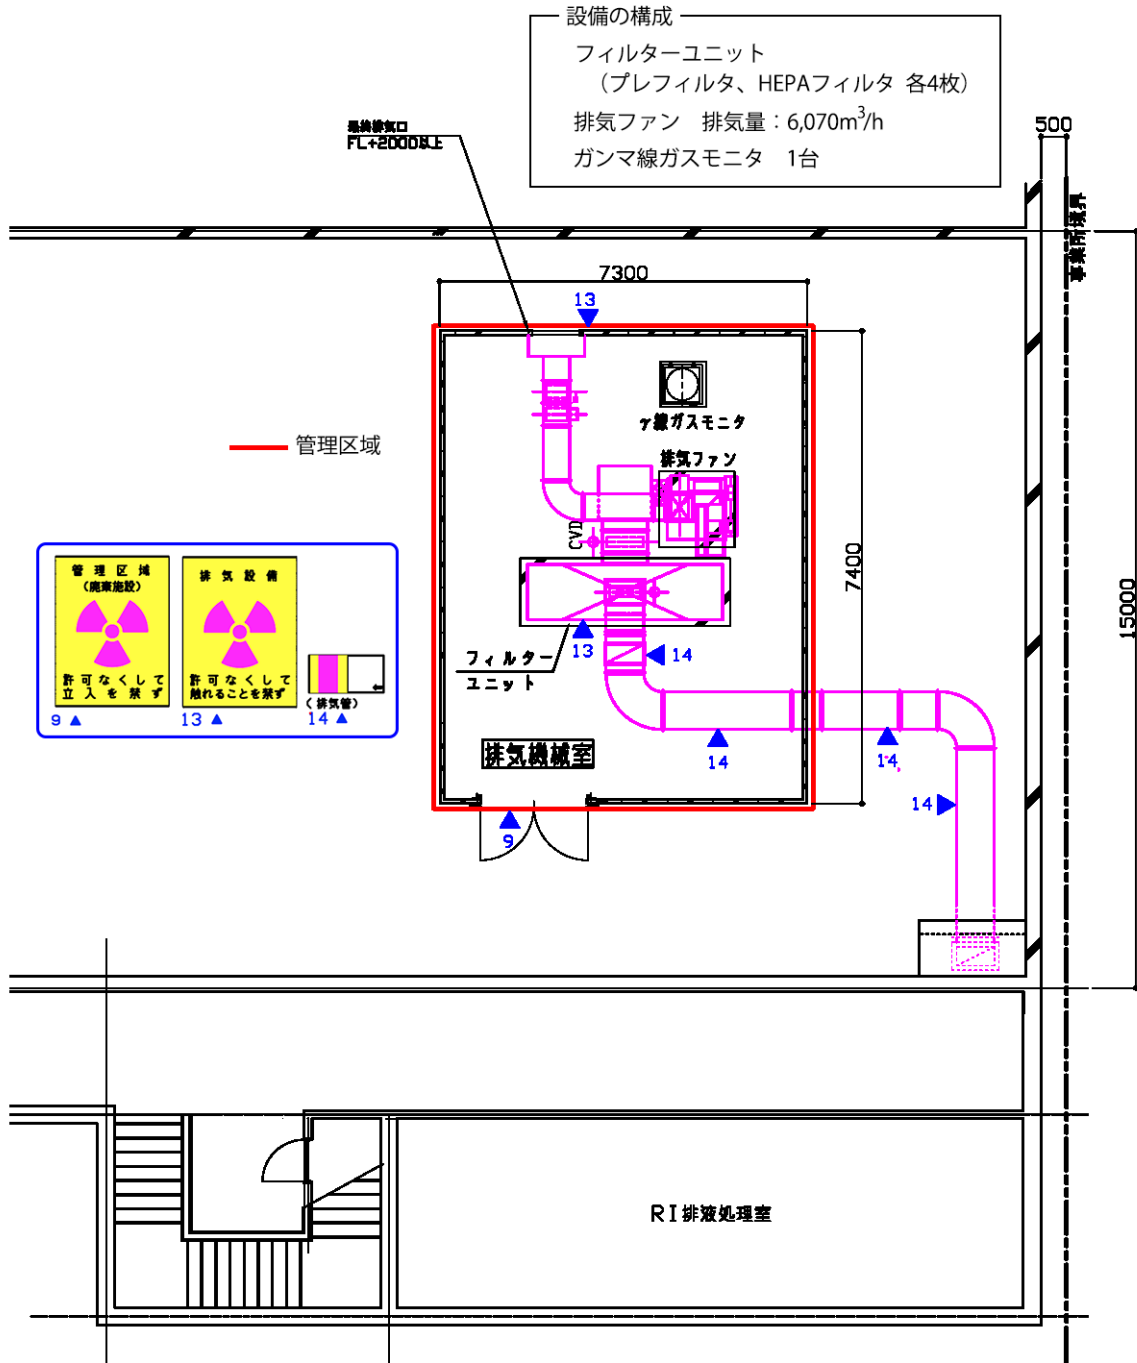 設備の構成
フィルターユニット
（プレフィルタ、HEPAフィルタ 各4枚）
排気ファン 排気量：6,070m³/h
ガンマ線ガスモニタ 1台
最終排気口
FL+2000以上
500
事業所境界
7300
13
γ線ガスモニタ
排気ファン
管理区域
CVD
7400
15000
管理区域
(廃棄施設)
許可なくして
立入を禁ず
9
排気設備
許可なくして
触れることを禁ず
13
(排気管)
14
13
14
フィルター
ユニット
排気機械室
14
14
14
9
RI排液処理室